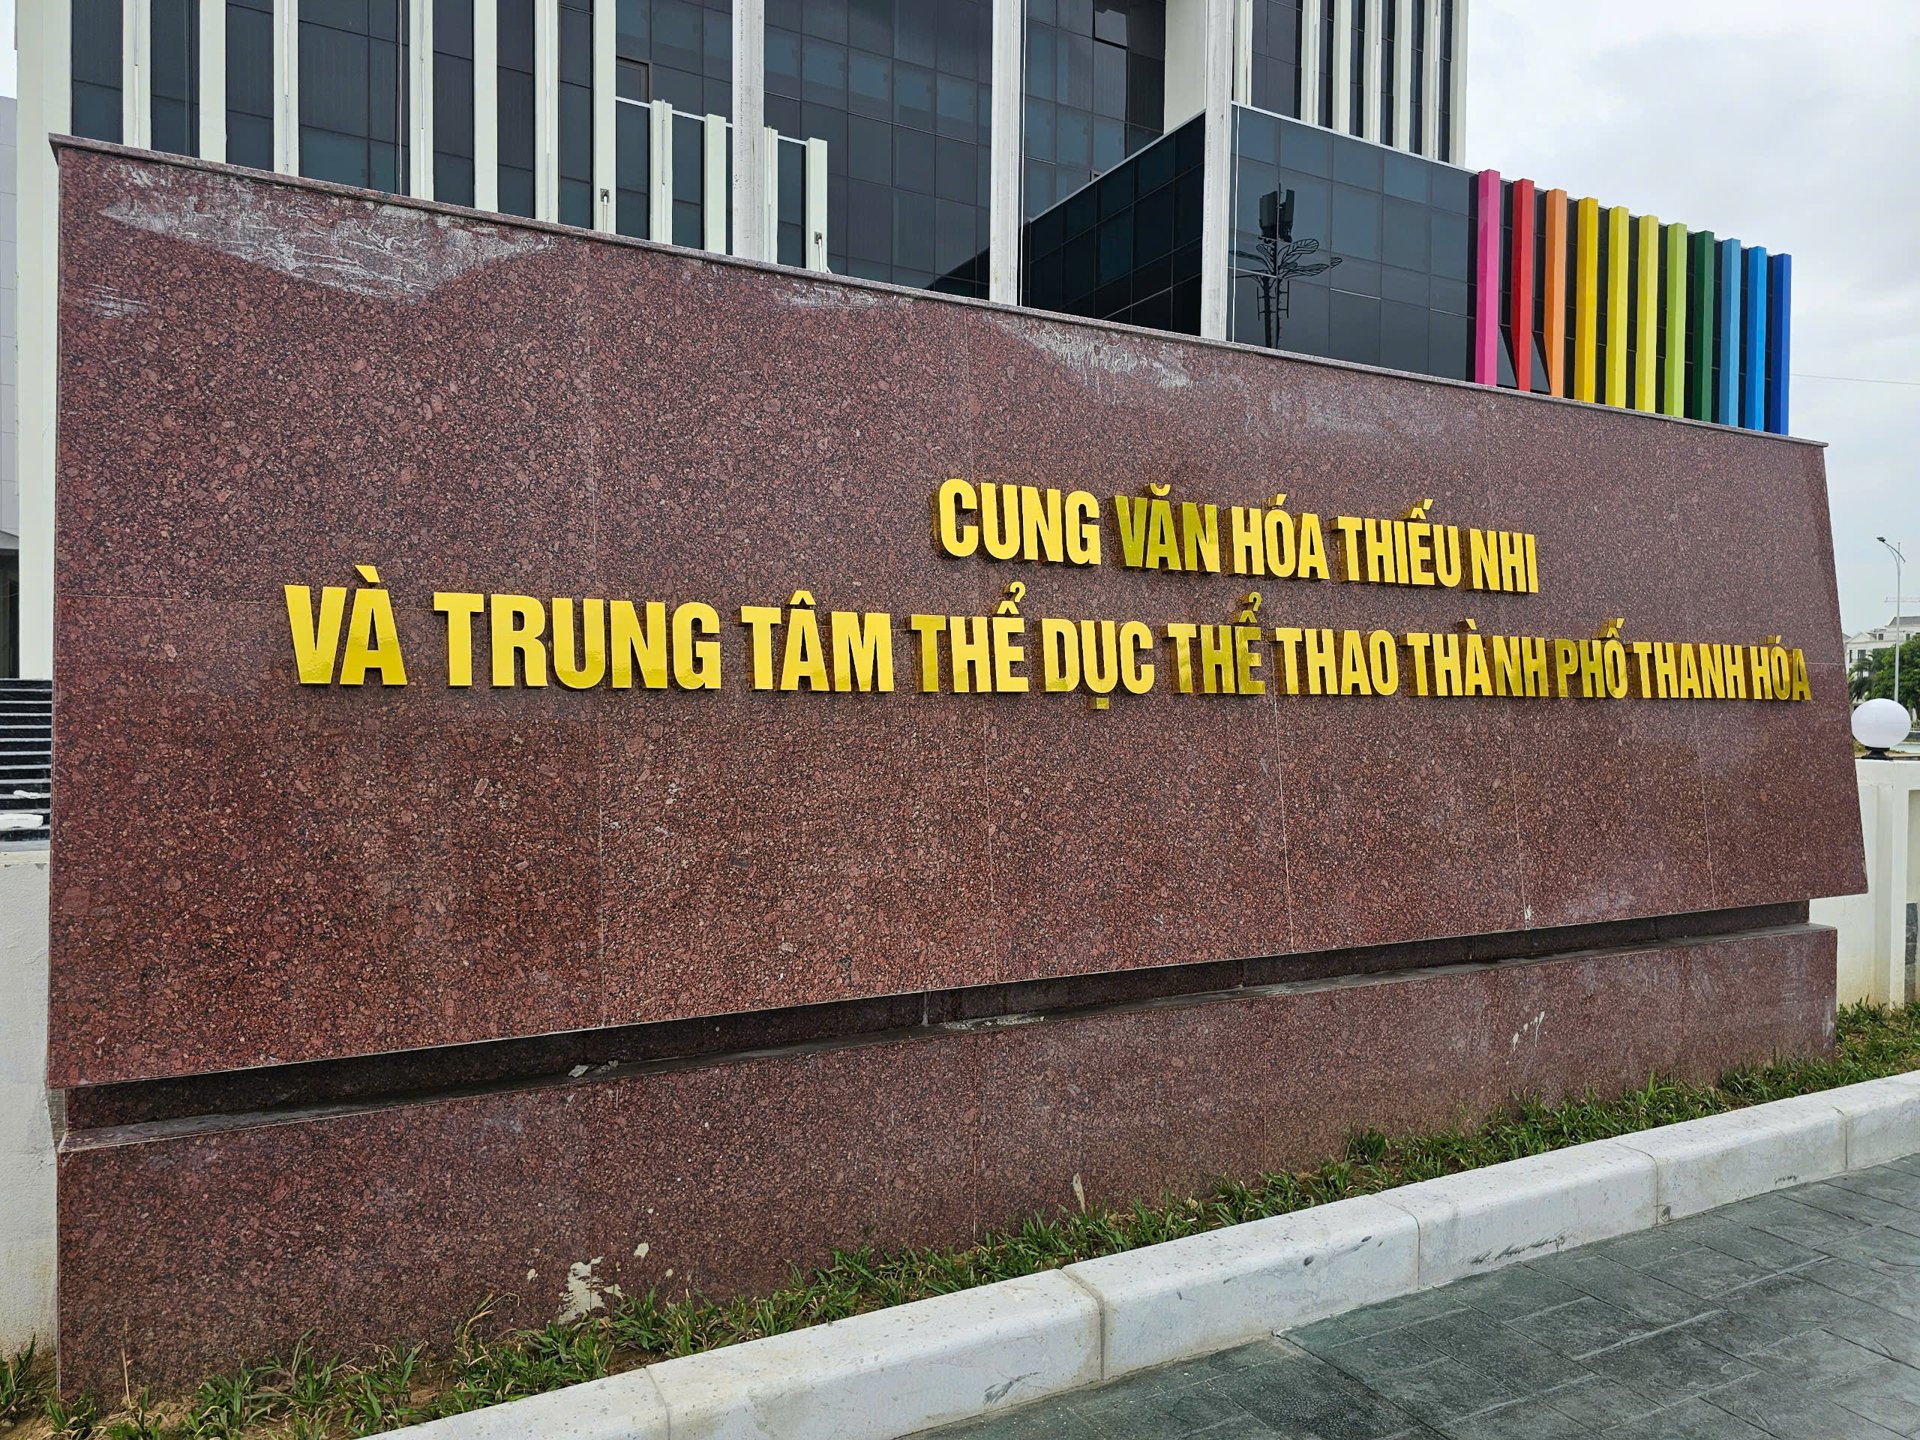 CUNG VĂN HÓA THIẾU NHI
VÀ TRUNG TÂM THỂ DỤC THỂ THAO THÀNH PHỐ THANH HÓA